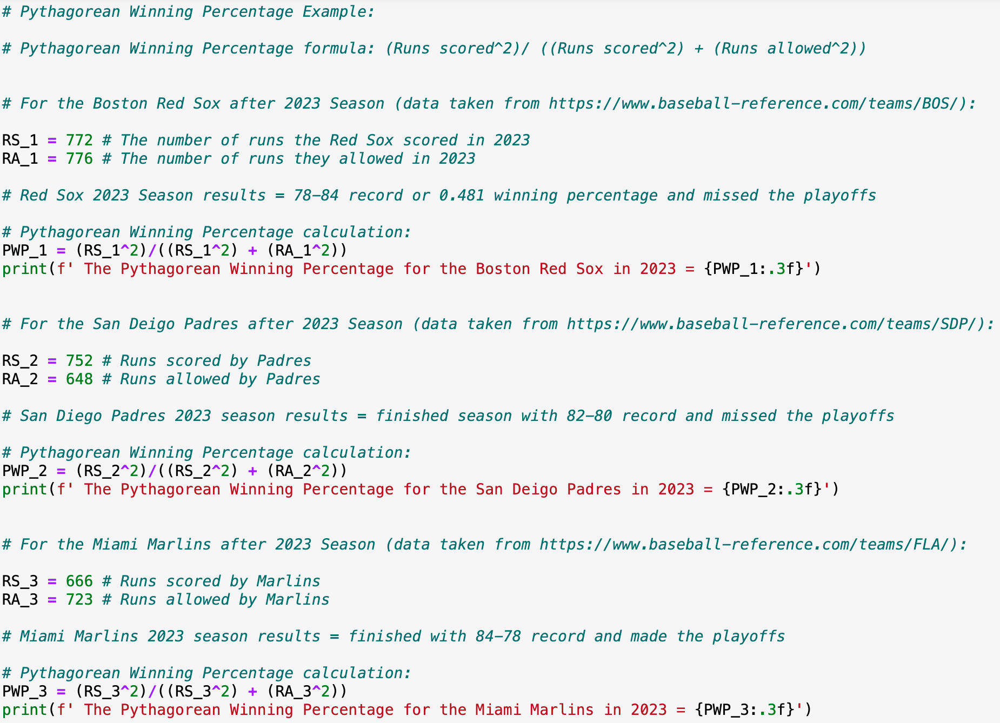 # Pythagorean Winning Percentage Example:
# Pythagorean Winning Percentage formula: (Runs scored^2)/ ((Runs scored^2) + (Runs allowed^2))
# For the Boston Red Sox after 2023 Season (data taken from https://www.baseball-reference.com/teams/BOS/):
RS_1 = 772 # The number of runs the Red Sox scored in 2023
RA_1 = 776 # The number of runs they allowed in 2023
# Red Sox 2023 Season results = 78-84 record or 0.481 winning percentage and missed the playoffs
# Pythagorean Winning Percentage calculation:
PWP_1 = (RS_1^2)/((RS_1^2) + (RA_1^2))
print(f' The Pythagorean Winning Percentage for the Boston Red Sox in 2023 = {PWP_1:.3f}')
# For the San Deigo Padres after 2023 Season (data taken from https://www.baseball-reference.com/teams/SDP/):
RS_2 = 752 # Runs scored by Padres
RA_2 = 648 # Runs allowed by Padres
# San Diego Padres 2023 season results = finished season with 82-80 record and missed the playoffs
# Pythagorean Winning Percentage calculation:
PWP_2 = (RS_2^2)/((RS_2^2) + (RA_2^2))
print(f' The Pythagorean Winning Percentage for the San Deigo Padres in 2023 = {PWP_2:.3f}')
# For the Miami Marlins after 2023 Season (data taken from https://www.baseball-reference.com/teams/FLA/):
RS_3 = 666 # Runs scored by Marlins
RA_3 = 723 # Runs allowed by Marlins
# Miami Marlins 2023 season results = finished with 84-78 record and made the playoffs
# Pythagorean Winning Percentage calculation:
PWP_3 = (RS_3^2)/((RS_3^2) + (RA_3^2))
print(f' The Pythagorean Winning Percentage for the Miami Marlins in 2023 = {PWP_3:.3f}')